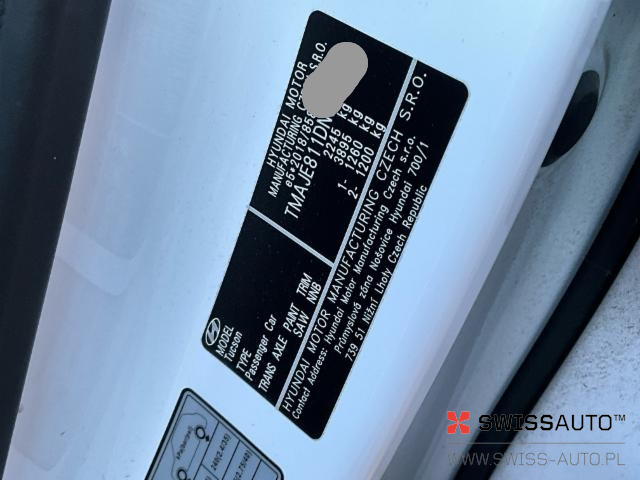 HYUNDAI MOTOR
MANUFACTURING S.R.O.
e5*2018/858
TMAJE811DN
2245 kg
3895 kg
1- 1260 kg
2- 1200 kg
MODEL
Tucson
TYPE
Passenger Car
TRANS AXLE PAINT TRIM
SAW NNB
HYUNDAI MOTOR MANUFACTURING CZECH S.R.O.
Contact Address: Hyundai Motor Manufacturing Czech s.r.o.
Průmyslová zóna Nošovice Hyundai 700/1
739 51 Nižní Lhoty Czech Republic
SWISSAUTO™
WWW.SWISS-AUTO.PL